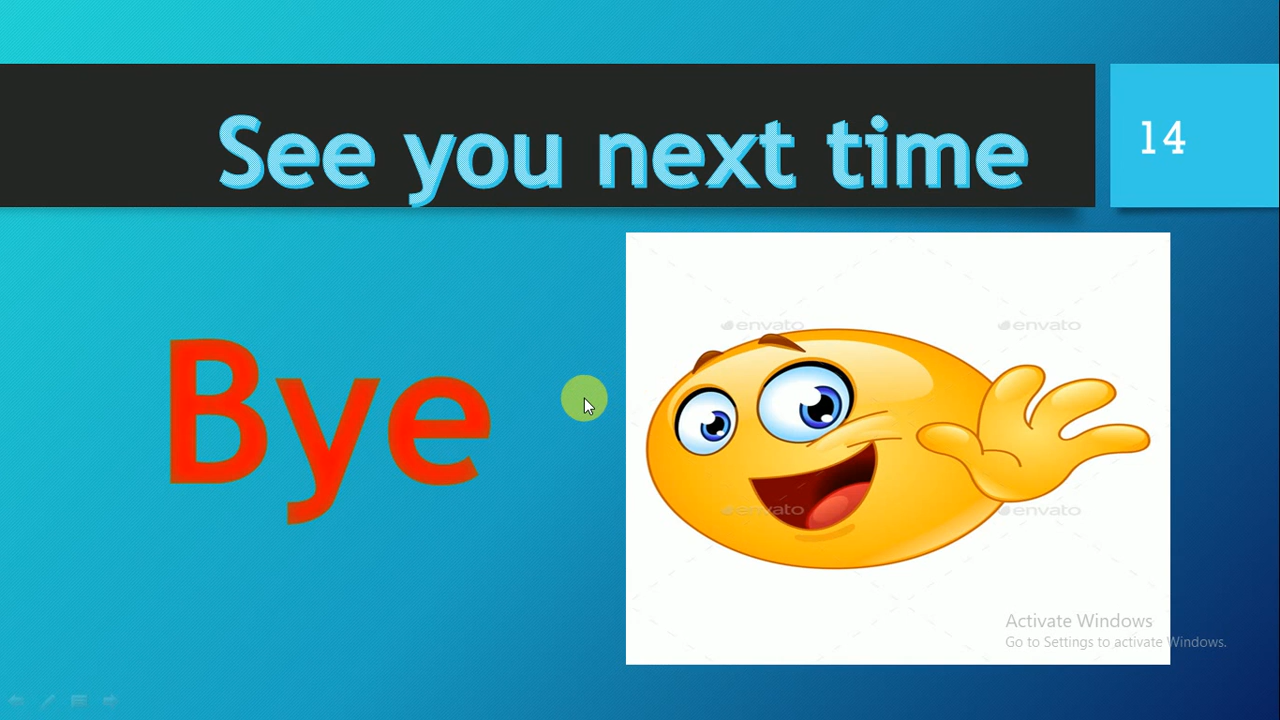 See you next time
14
Bye
envato
envato
envato
envato
Activate Windows
Go to Settings to activate Windows.